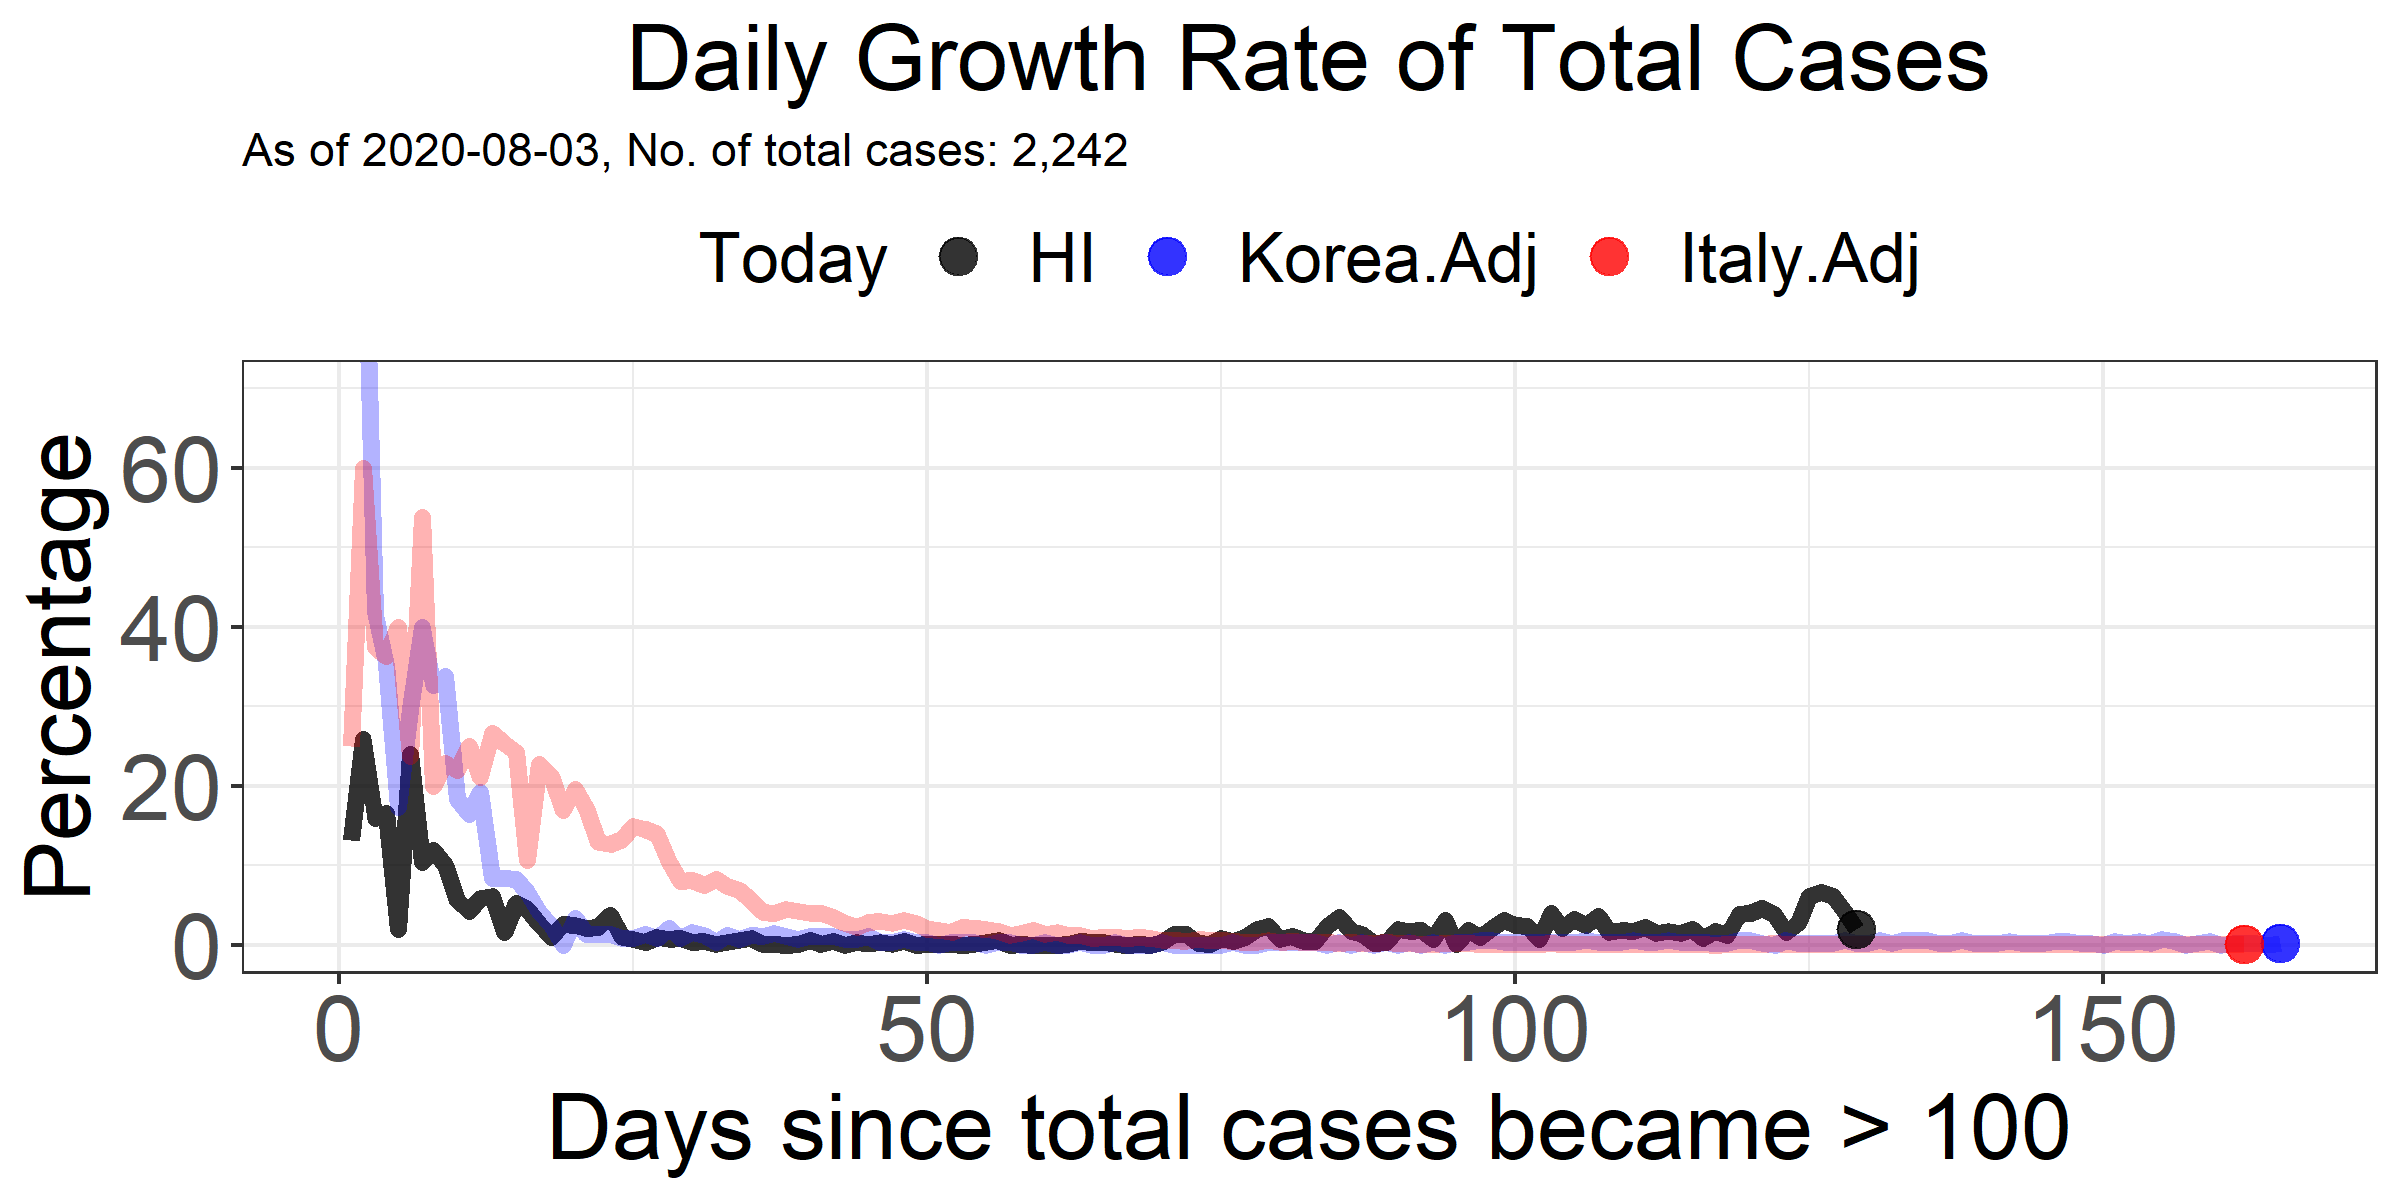 Daily Growth Rate of Total Cases
As of 2020-08-03, No. of total cases: 2,242
Today HI Korea.Adj Italy.Adj
Percentage
60
40
20
0
0 50 100 150
Days since total cases became > 100